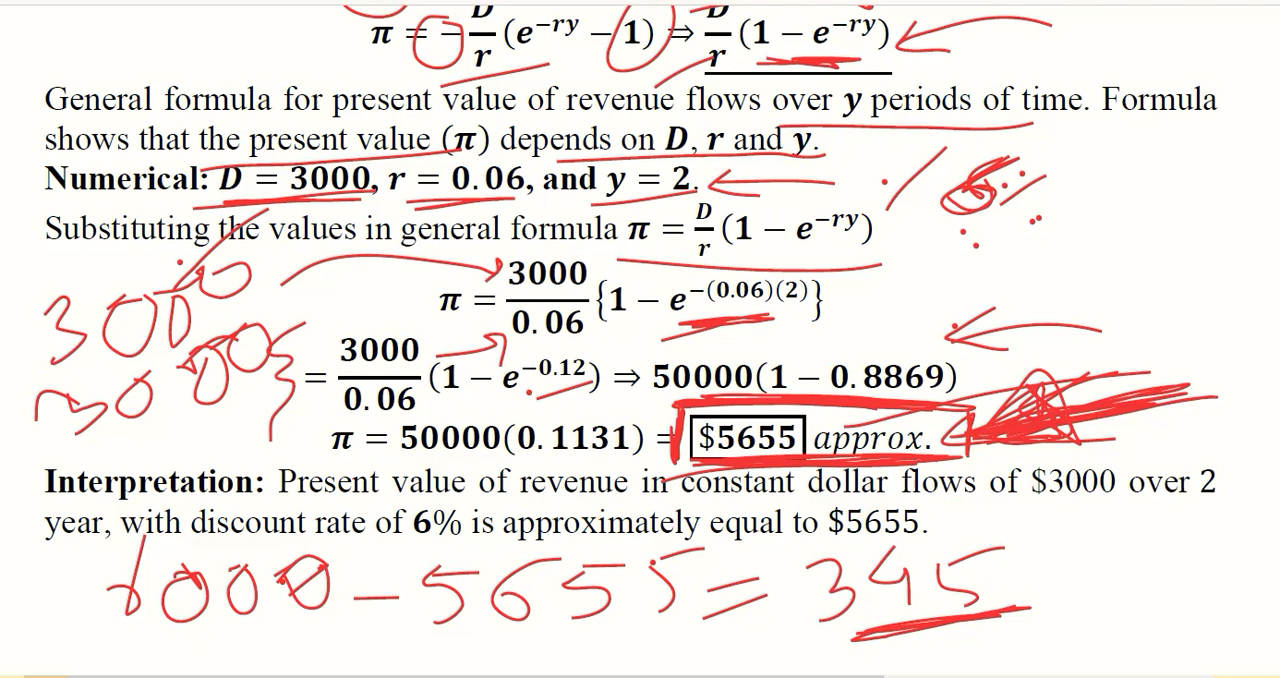 π = −D/r (e^−ry − 1) ⇒ D/r (1 − e^−ry)
General formula for present value of revenue flows over y periods of time. Formula
shows that the present value (π) depends on D, r and y.
Numerical: D = 3000, r = 0.06, and y = 2.
Substituting the values in general formula π = D/r (1 − e^−ry)
π = 3000/0.06 {1 − e^−(0.06)(2)}
3000
= 3000/0.06 (1 − e^−0.12) ⇒ 50000(1 − 0.8869)
3000
π = 50000(0.1131) = $5655 approx.
Interpretation: Present value of revenue in constant dollar flows of $3000 over 2
year, with discount rate of 6% is approximately equal to $5655.
6000 − 5655 = 345